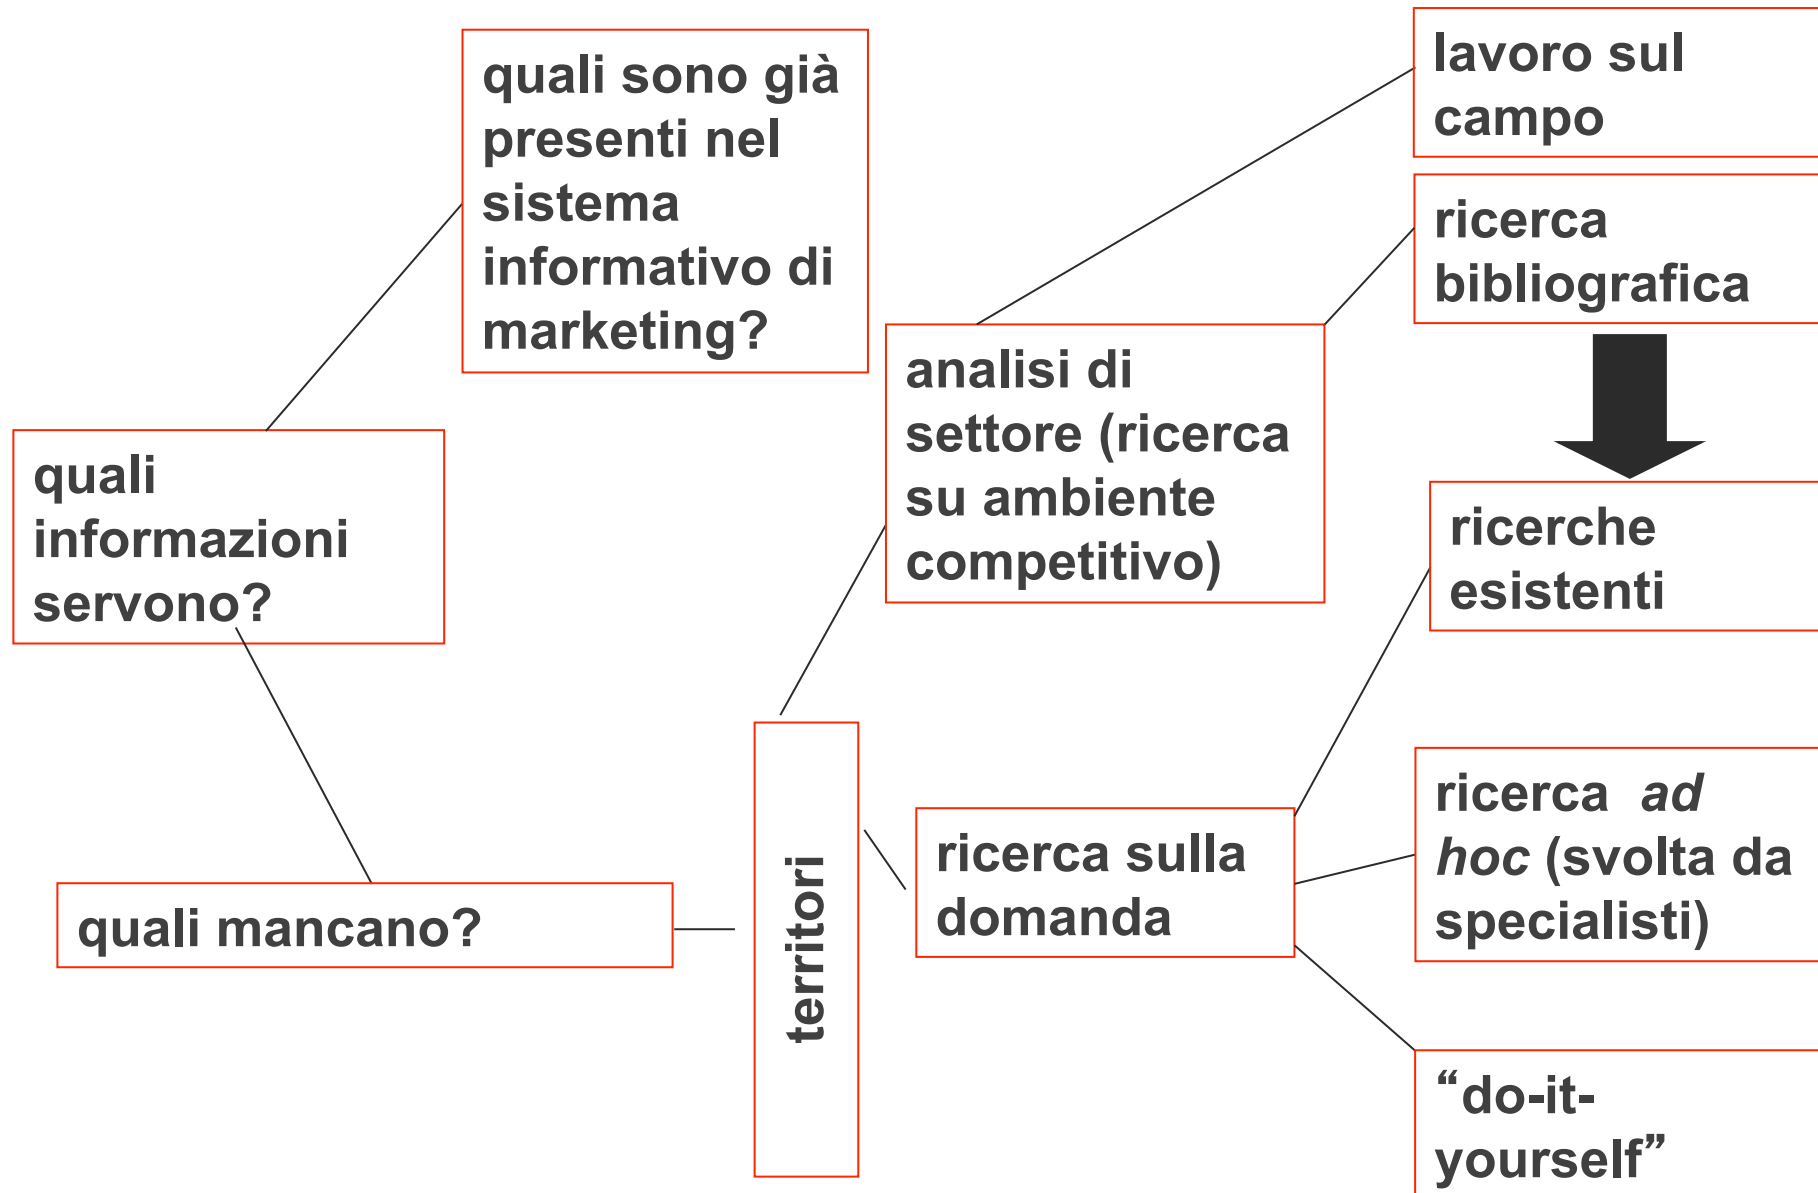 quali sono già
presenti nel
sistema
informativo di
marketing?
lavoro sul
campo
ricerca
bibliografica
analisi di
settore (ricerca
su ambiente
competitivo)
quali
informazioni
servono?
ricerche
esistenti
quali mancano?
territori
ricerca sulla
domanda
ricerca ad
hoc (svolta da
specialisti)
“do-it-
yourself”